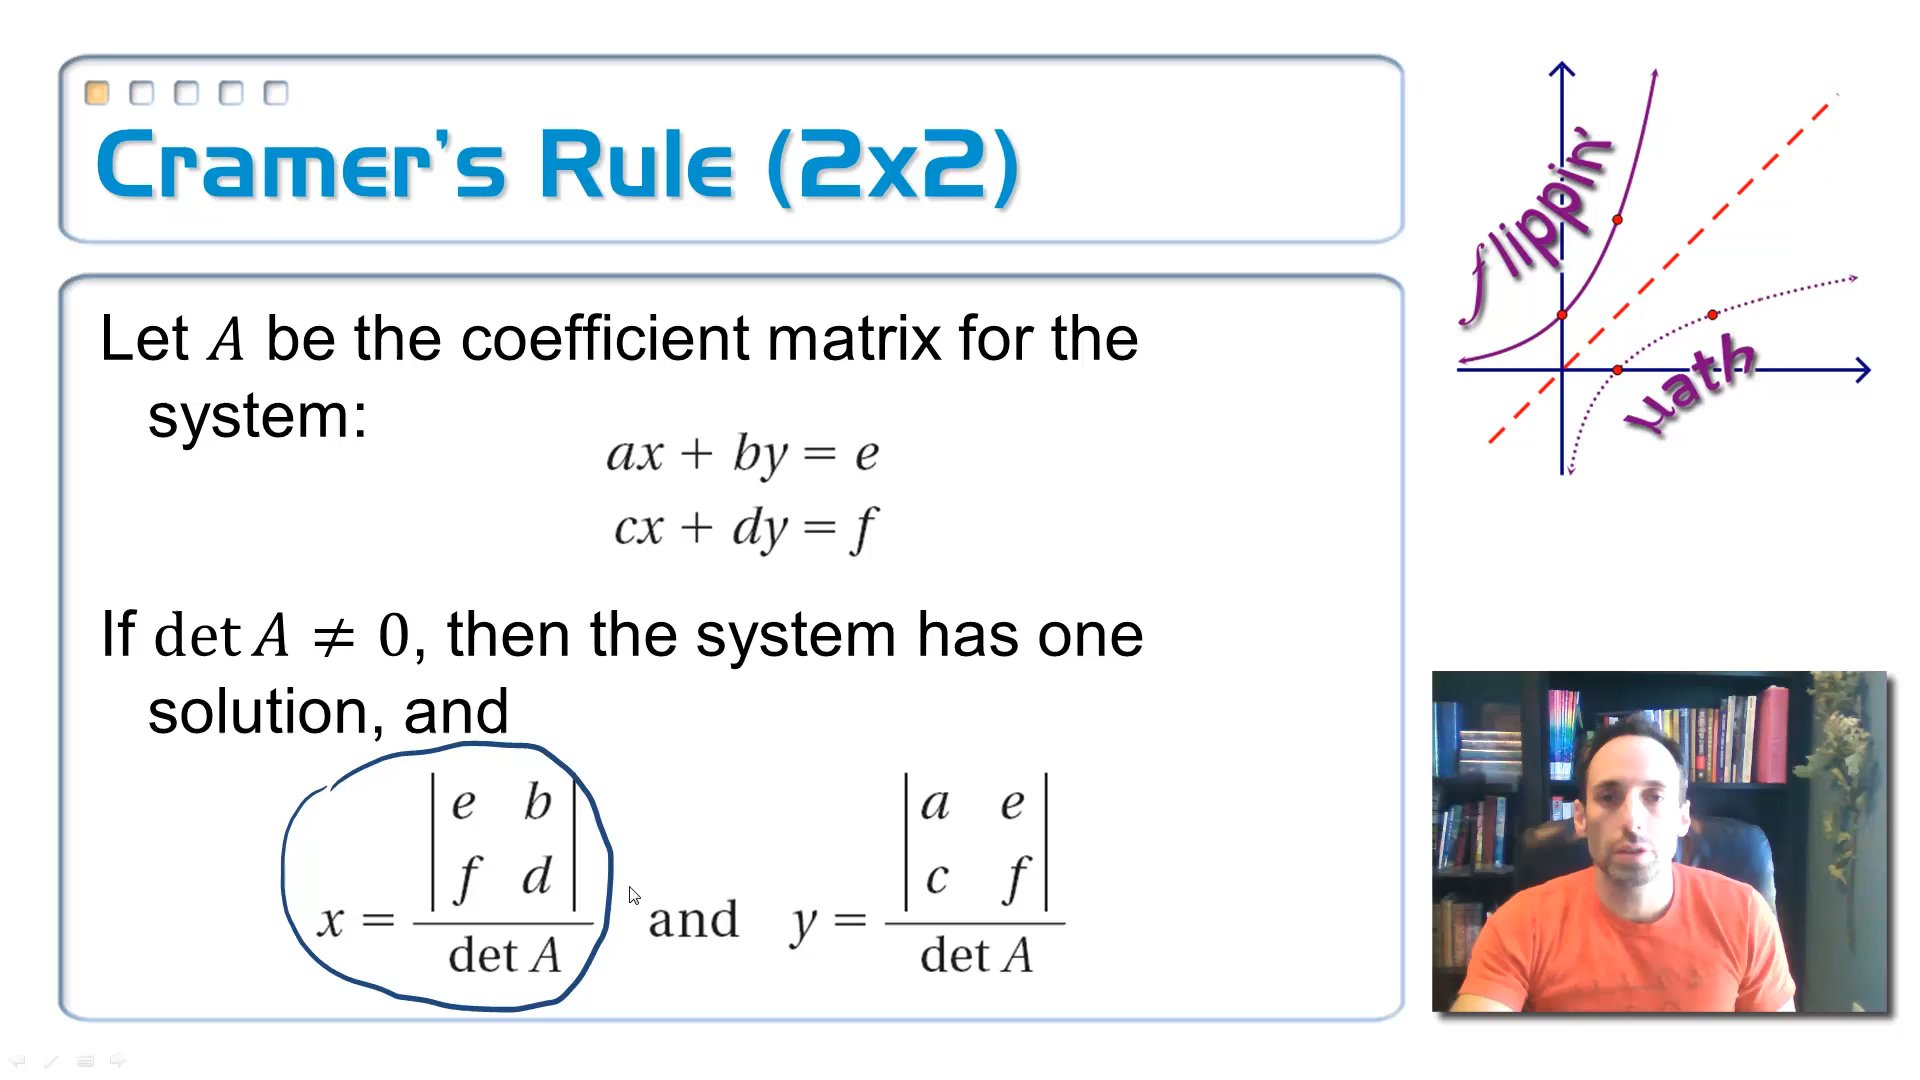 Cramer's Rule (2x2)
Let A be the coefficient matrix for the
system:
ax + by = e
cx + dy = f
If det A ≠ 0, then the system has one
solution, and
x = |e b; f d| / det A and y = |a e; c f| / det A
flippin'
math